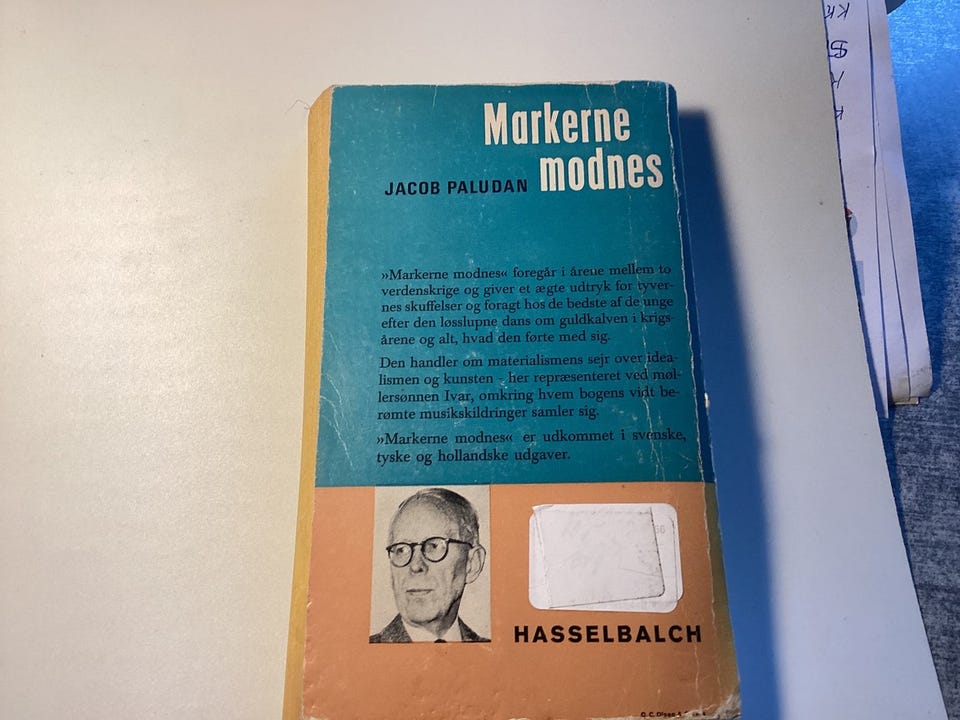 Markerne
modnes
JACOB PALUDAN
»Markerne modnes« foregår i årene mellem to
verdenskrige og giver et ægte udtryk for tyver-
nes skuffelser og foragt hos de bedste af de unge
efter den løsslupne dans om guldkalven i krigs-
årene og alt, hvad den førte med sig.
Den handler om materialismens sejr over idea-
lismen og kunsten - her repræsenteret ved møl-
lersønnen Ivar, omkring hvem bogens vidt be-
rømte musikskildringer samler sig.
»Markerne modnes« er udkommet i svenske,
tyske og hollandske udgaver.
66
HASSELBALCH
O. C. Olsen &